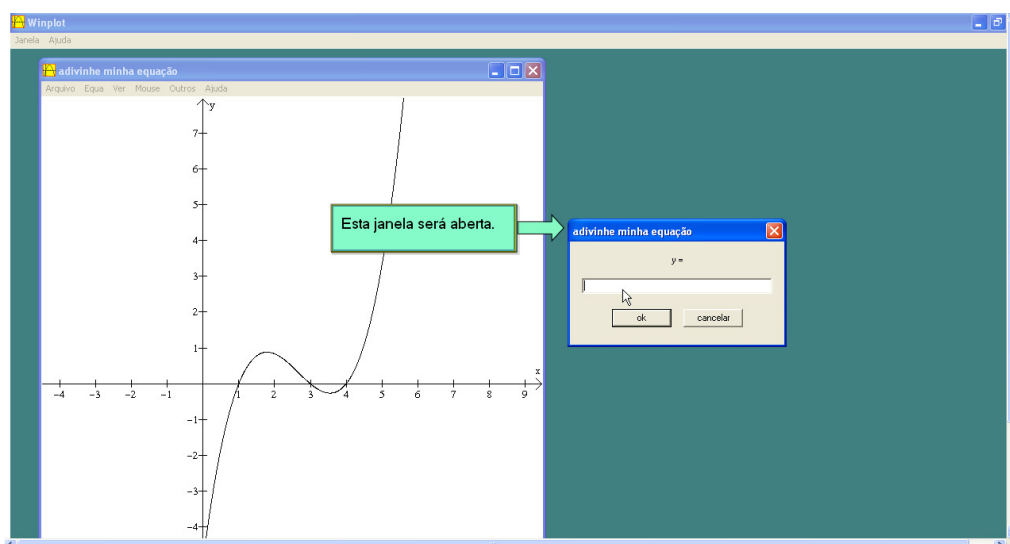 Winplot
Janela Ajuda
adivinhe minha equação
Arquivo Equa Ver Mouse Outros Ajuda
y
7
6
5
4
3
2
1
x
-4 -3 -2 -1 1 2 3 4 5 6 7 8 9
-1
-2
-3
-4
Esta janela será aberta.
adivinhe minha equação
y =
ok cancelar